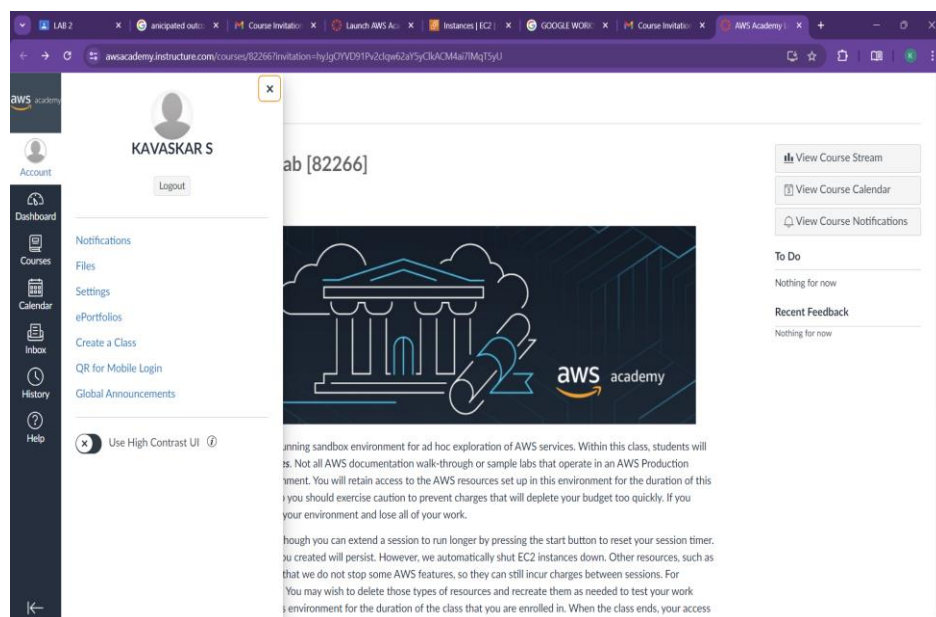 LAB 2
anicipated outco
Course Invitation
Launch AWS Aca
Instances | EC2 |
GOOGLE WORK
Course Invitatio
AWS Academy L
awsacademy.instructure.com/courses/82266?invitation=
aws academy
Account
Dashboard
Courses
Calendar
Inbox
History
Help
KAVASKAR S
Logout
Notifications
Files
Settings
ePortfolios
Create a Class
QR for Mobile Login
Global Announcements
Use High Contrast UI
ab [82266]
aws academy
unning sandbox environment for ad hoc exploration of AWS services. Within this class, students will
es. Not all AWS documentation walk-through or sample labs that operate in an AWS Production
nment. You will retain access to the AWS resources set up in this environment for the duration of this
you should exercise caution to prevent charges that will deplete your budget too quickly. If you
your environment and lose all of your work.
hough you can extend a session to run longer by pressing the start button to reset your session timer.
ou created will persist. However, we automatically shut EC2 instances down. Other resources, such as
that we do not stop some AWS features, so they can still incur charges between sessions. For
You may wish to delete those types of resources and recreate them as needed to test your work
environment for the duration of the class that you are enrolled in. When the class ends, your access
View Course Stream
View Course Calendar
View Course Notifications
To Do
Nothing for now
Recent Feedback
Nothing for now